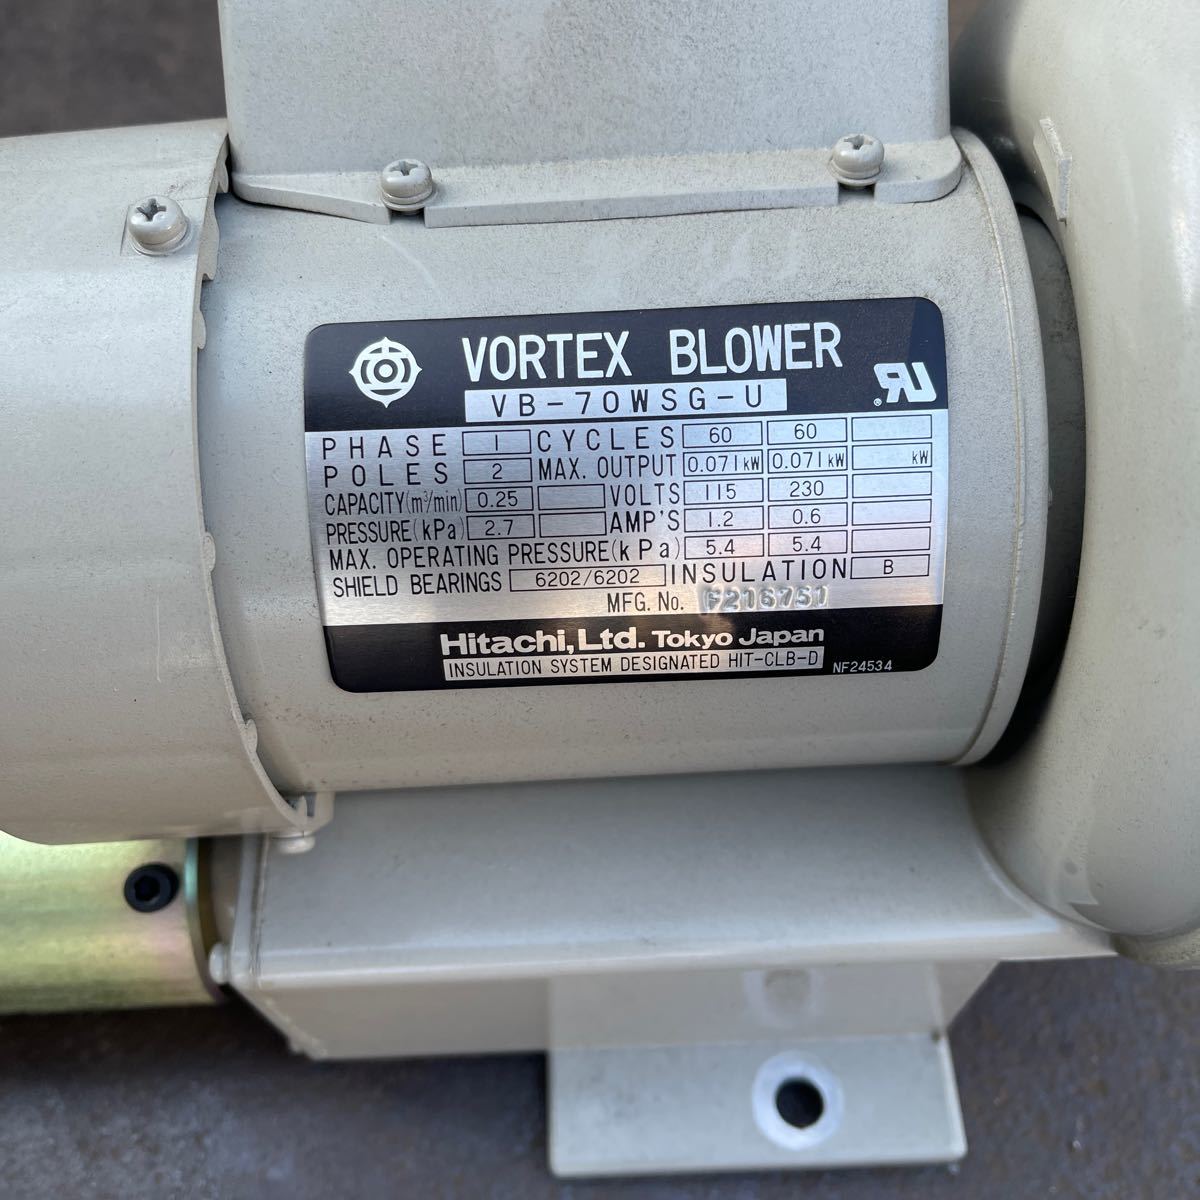 VORTEX BLOWER
VB-70WSG-U
PHASE 1 CYCLES 60 60
POLES 2 MAX. OUTPUT 0.071kW 0.071kW kW
CAPACITY(m³/min) 0.25 VOLTS 115 230
PRESSURE(kPa) 2.7 AMP'S 1.2 0.6
MAX. OPERATING PRESSURE(kPa) 5.4 5.4
SHIELD BEARINGS 6202/6202 INSULATION B
MFG. No. F216751
Hitachi, Ltd. Tokyo Japan
INSULATION SYSTEM DESIGNATED HIT-CLB-D NF24534